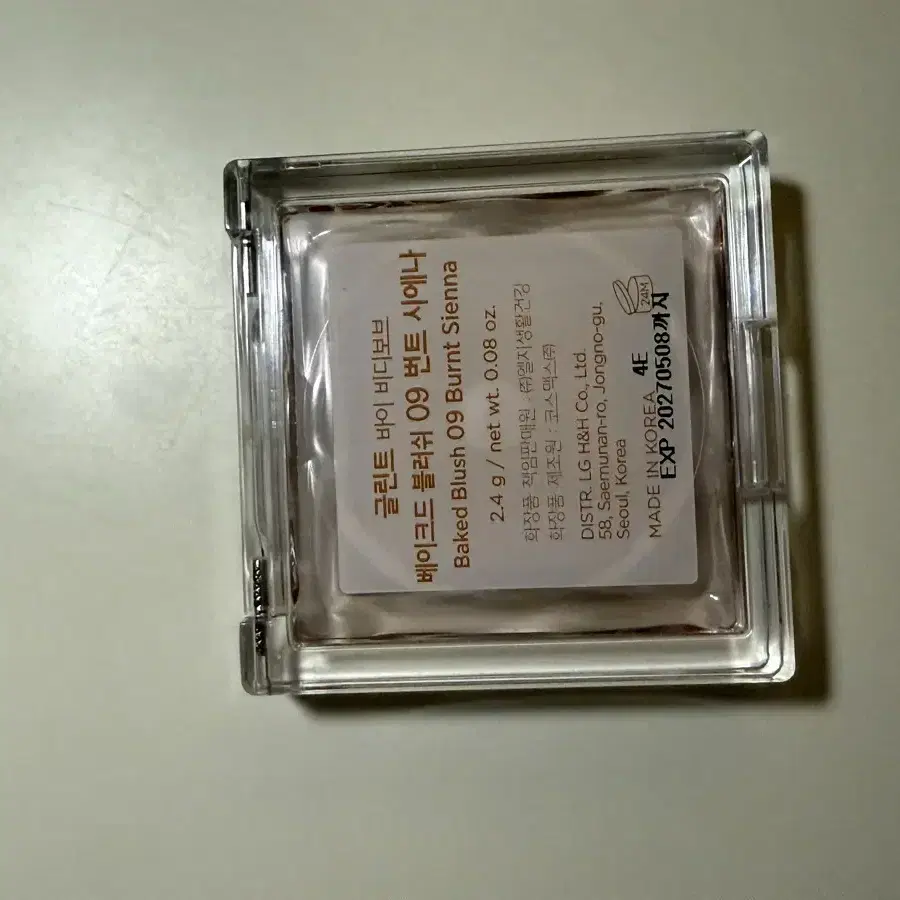 글린트 바이 비디보브
베이크드 블러쉬 09 번트 시에나
Baked Blush 09 Burnt Sienna
2.4 g / net wt. 0.08 oz.
화장품 책임판매원 : ㈜엘지생활건강
화장품 제조원 : 코스맥스㈜
DISTR. LG H&H Co., Ltd.
58, Saemunan-ro, Jongno-gu,
Seoul, Korea
MADE IN KOREA 4E
EXP 20270508까지
24M